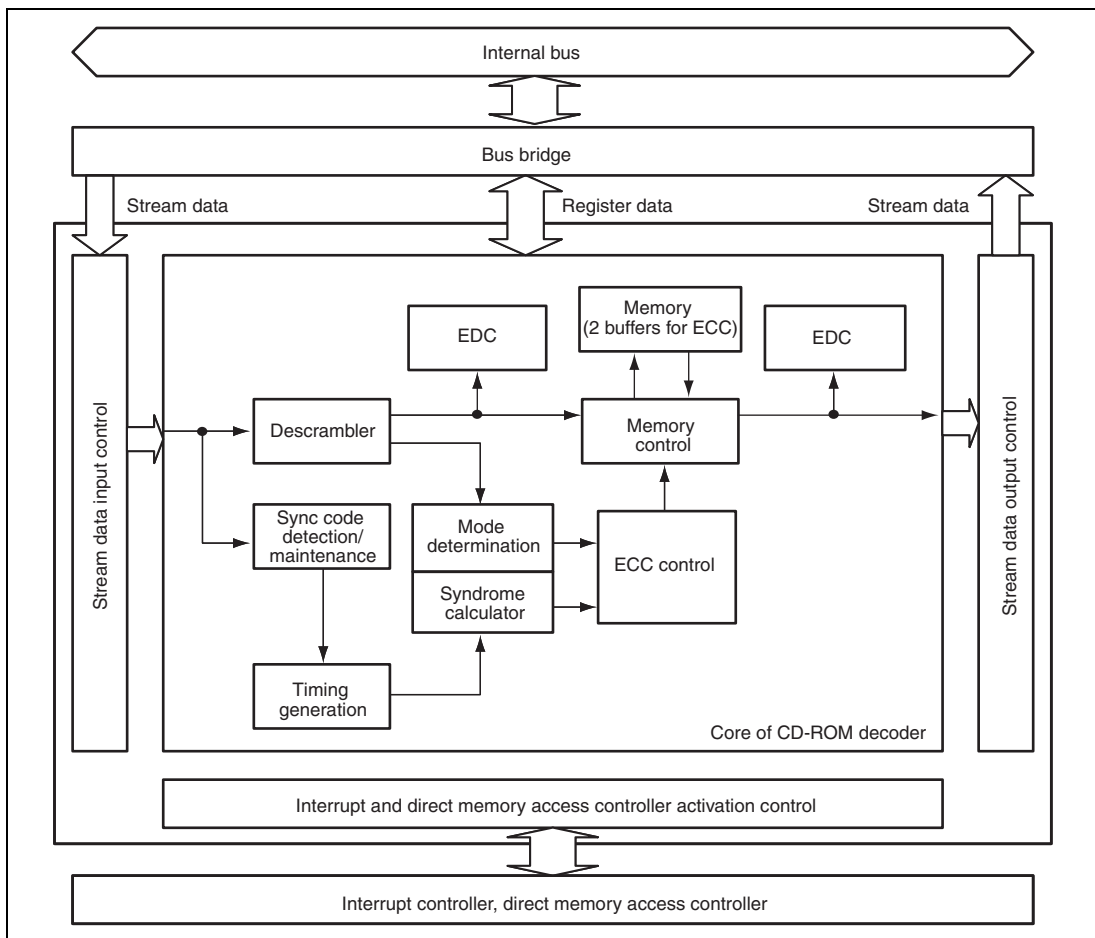 Internal bus
Bus bridge
Stream data
Register data
Stream data
Stream data input control
EDC
Memory
(2 buffers for ECC)
EDC
Descrambler
Memory
control
Sync code
detection/
maintenance
Mode
determination
ECC control
Syndrome
calculator
Timing
generation
Core of CD-ROM decoder
Stream data output control
Interrupt and direct memory access controller activation control
Interrupt controller, direct memory access controller